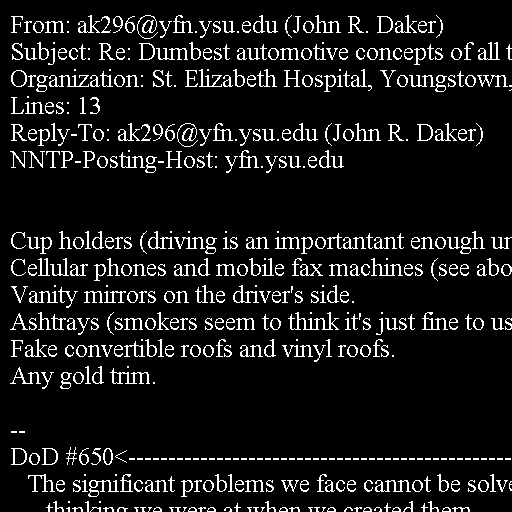 From: ak296@yfn.ysu.edu (John R. Daker)
Subject: Re: Dumbest automotive concepts of all t
Organization: St. Elizabeth Hospital, Youngstown,
Lines: 13
Reply-To: ak296@yfn.ysu.edu (John R. Daker)
NNTP-Posting-Host: yfn.ysu.edu
Cup holders (driving is an importantant enough un
Cellular phones and mobile fax machines (see abo
Vanity mirrors on the driver's side.
Ashtrays (smokers seem to think it's just fine to us
Fake convertible roofs and vinyl roofs.
Any gold trim.
--
DoD #650<------------------------------------------------
The significant problems we face cannot be solve
thinking we were at when we created them